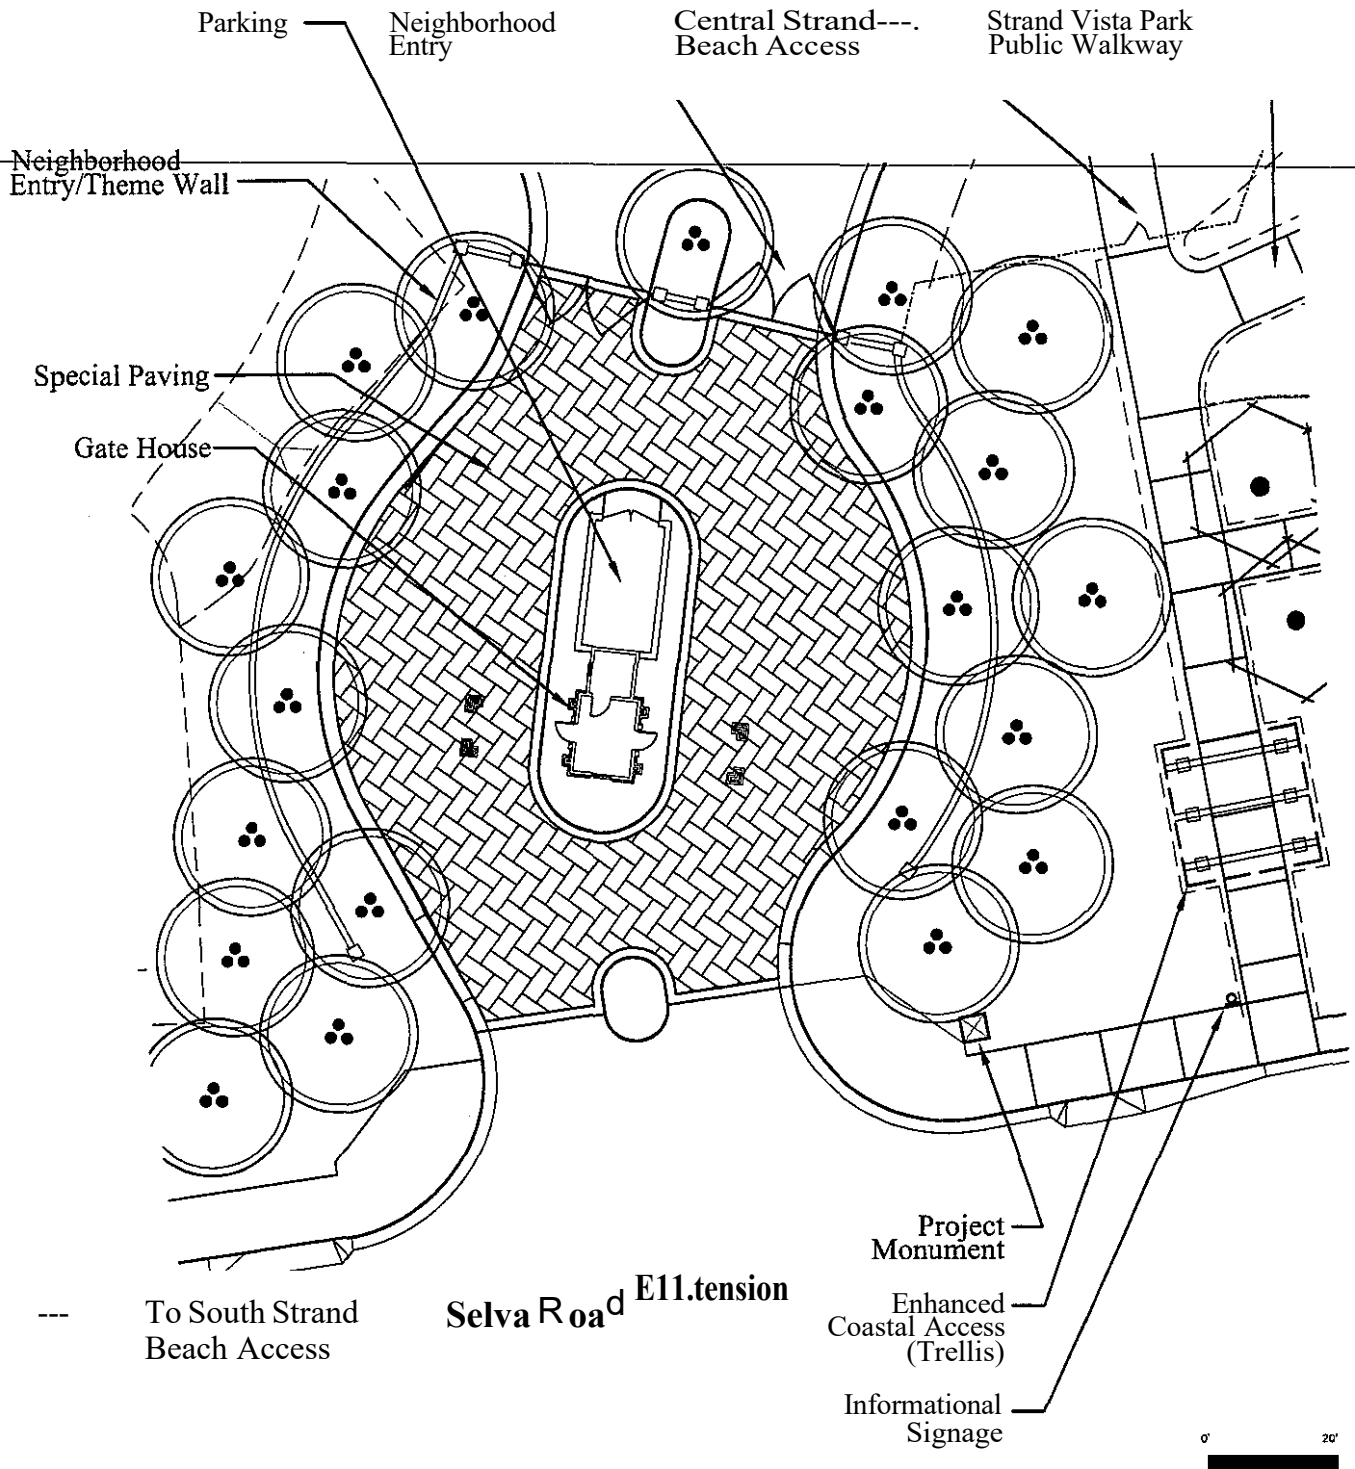 Parking
Neighborhood
Entry
Central Strand---.
Beach Access
Strand Vista Park
Public Walkway
Neighborhood
Entry/Theme Wall
Special Paving
Gate House
Project
Monument
Enhanced
Coastal Access
(Trellis)
Informational
Signage
--- To South Strand
Beach Access
Selva Road E11.tension
0' 20'